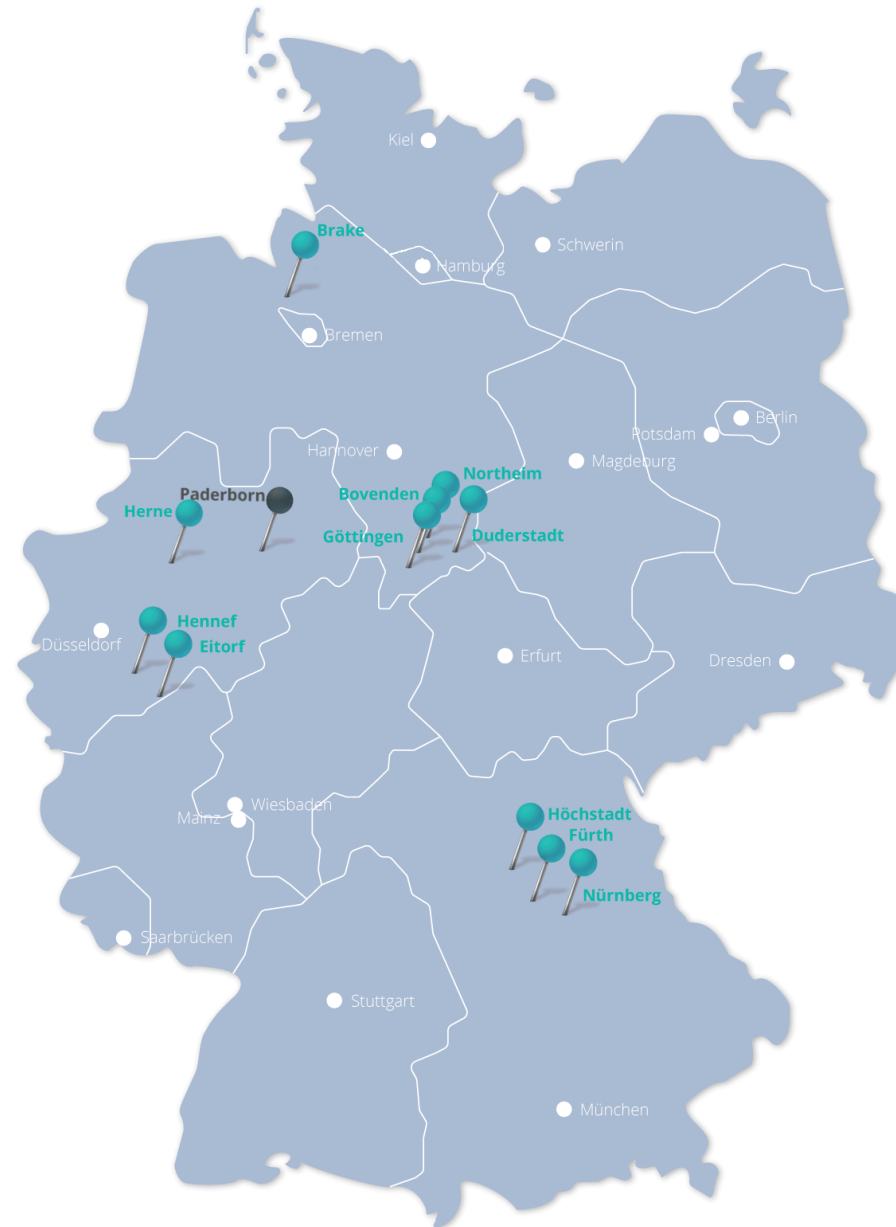 Kiel
Brake
Schwerin
Hamburg
Bremen
Berlin
Potsdam
Hannover
Magdeburg
Northeim
Paderborn
Bovenden
Herne
Göttingen
Duderstadt
Hennef
Düsseldorf
Eitorf
Erfurt
Dresden
Wiesbaden
Mainz
Höchstadt
Fürth
Nürnberg
Saarbrücken
Stuttgart
München